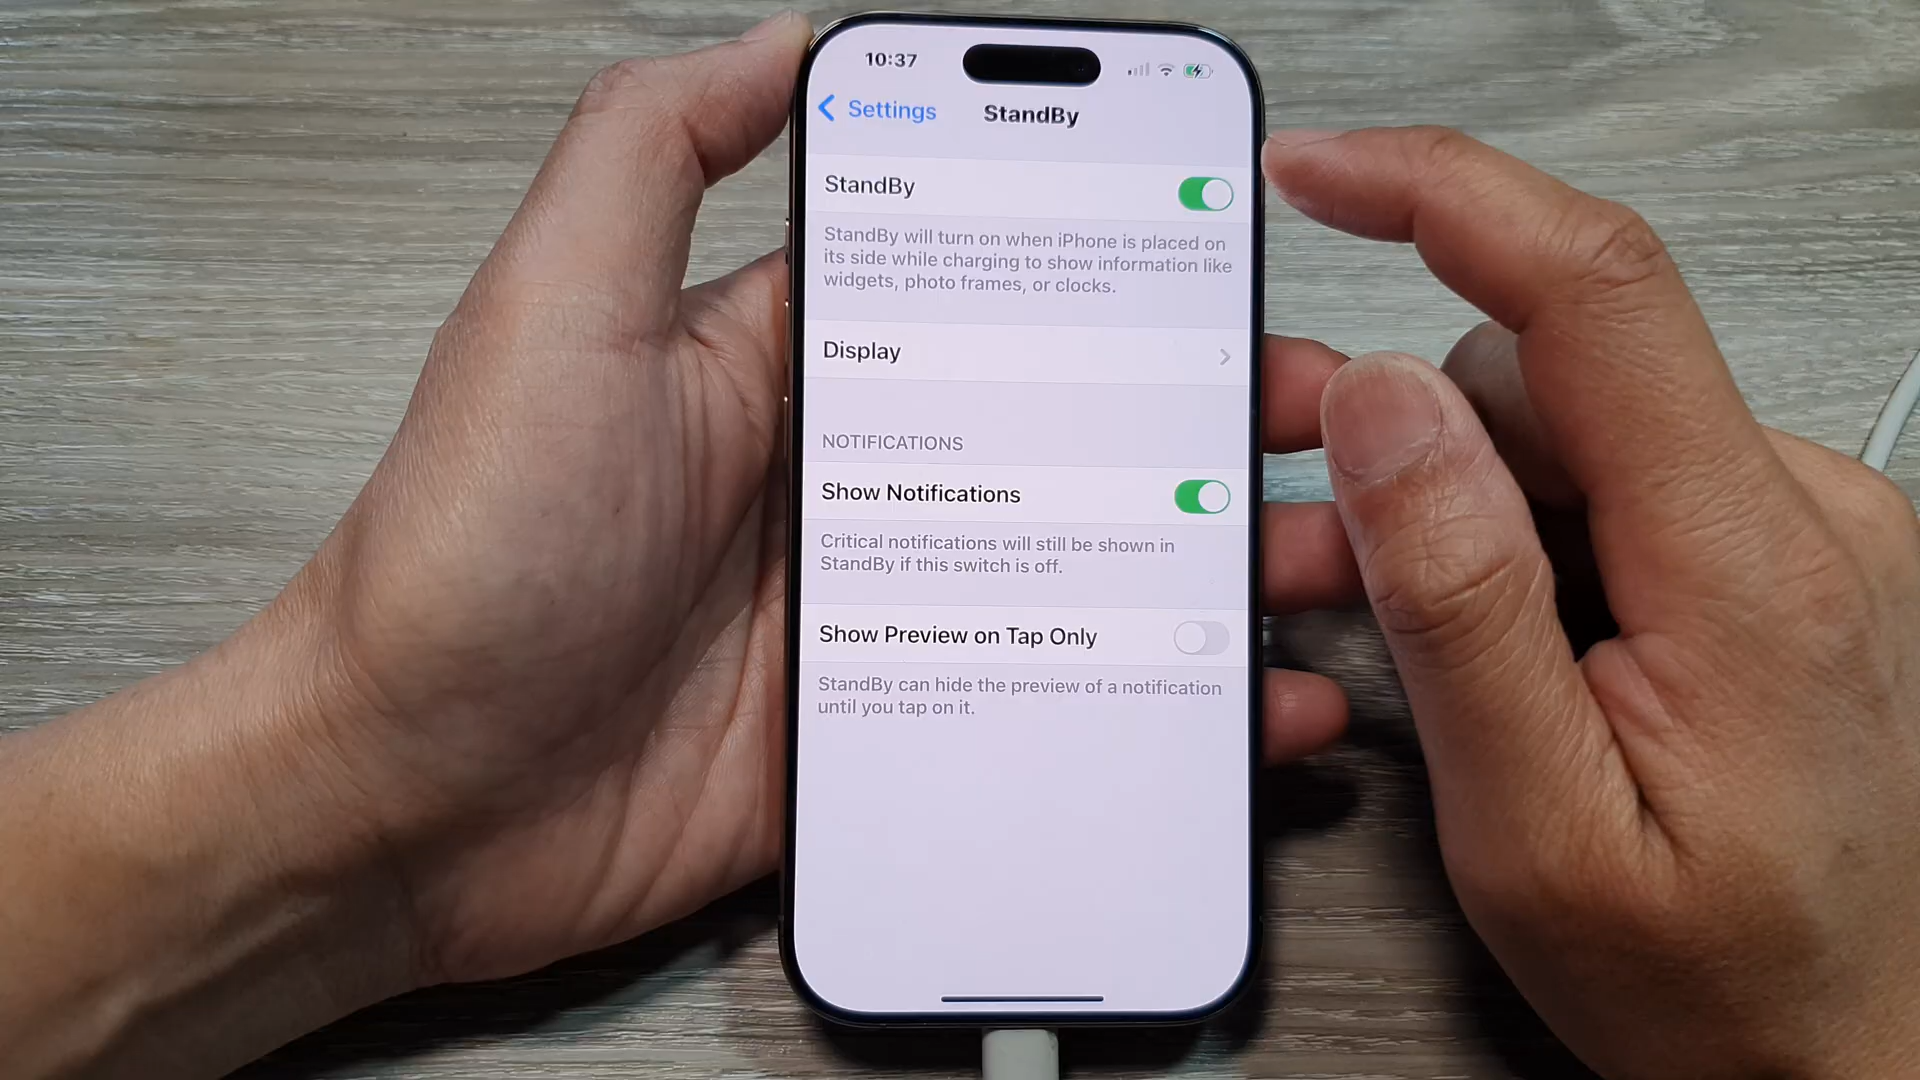 10:37
Settings
StandBy
StandBy
StandBy will turn on when iPhone is placed on
its side while charging to show information like
widgets, photo frames, or clocks.
Display
NOTIFICATIONS
Show Notifications
Critical notifications will still be shown in
StandBy if this switch is off.
Show Preview on Tap Only
StandBy can hide the preview of a notification
until you tap on it.